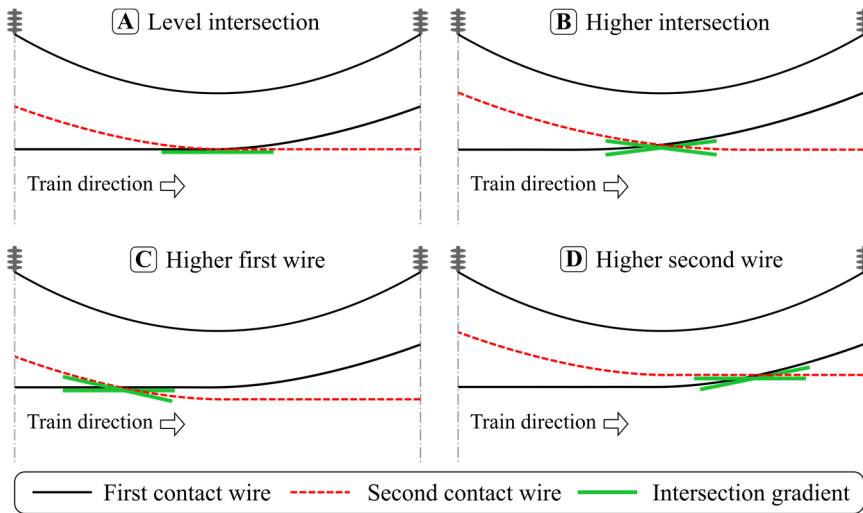 A Level intersection
B Higher intersection
Train direction
Train direction
C Higher first wire
D Higher second wire
Train direction
Train direction
First contact wire
Second contact wire
Intersection gradient